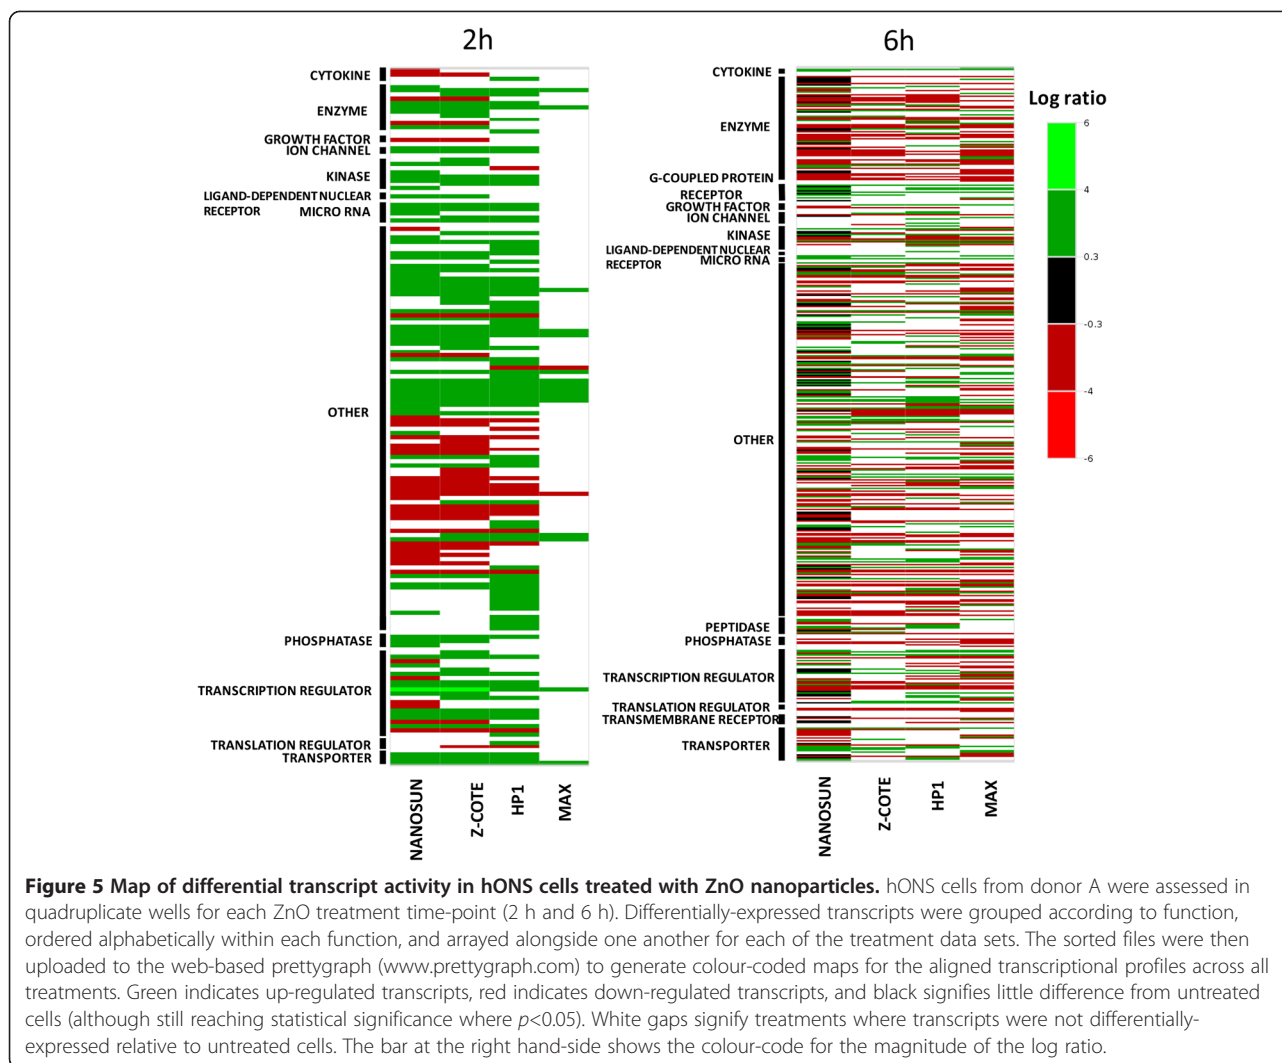 2h
6h
CYTOKINE
ENZYME
GROWTH FACTOR
ION CHANNEL
KINASE
LIGAND-DEPENDENT NUCLEAR
RECEPTOR
MICRO RNA
OTHER
PHOSPHATASE
TRANSCRIPTION REGULATOR
TRANSLATION REGULATOR
TRANSPORTER
NANOSUN
Z-COTE
HP1
MAX
CYTOKINE
ENZYME
G-COUPLED PROTEIN
RECEPTOR
GROWTH FACTOR
ION CHANNEL
KINASE
LIGAND-DEPENDENT NUCLEAR
MICRO RNA
RECEPTOR
OTHER
PEPTIDASE
PHOSPHATASE
TRANSCRIPTION REGULATOR
TRANSLATION REGULATOR
TRANSMEMBRANE RECEPTOR
TRANSPORTER
NANOSUN
Z-COTE
HP1
MAX
Log ratio
6
4
0.3
-0.3
-4
-6
Figure 5 Map of differential transcript activity in hONS cells treated with ZnO nanoparticles. hONS cells from donor A were assessed in
quadruplicate wells for each ZnO treatment time-point (2 h and 6 h). Differentially-expressed transcripts were grouped according to function,
ordered alphabetically within each function, and arrayed alongside one another for each of the treatment data sets. The sorted files were then
uploaded to the web-based prettygraph (www.prettygraph.com) to generate colour-coded maps for the aligned transcriptional profiles across all
treatments. Green indicates up-regulated transcripts, red indicates down-regulated transcripts, and black signifies little difference from untreated
cells (although still reaching statistical significance where p<0.05). White gaps signify treatments where transcripts were not differentially-
expressed relative to untreated cells. The bar at the right hand-side shows the colour-code for the magnitude of the log ratio.